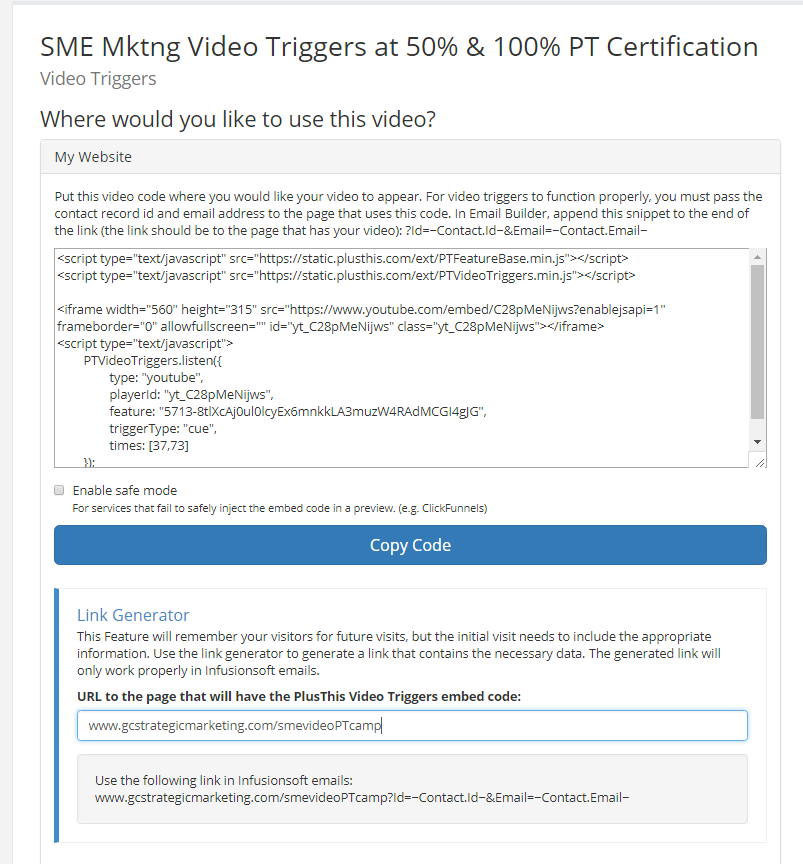 SME Mktng Video Triggers at 50% & 100% PT Certification
Video Triggers
Where would you like to use this video?
My Website
Put this video code where you would like your video to appear. For video triggers to function properly, you must pass the
contact record id and email address to the page that uses this code. In Email Builder, append this snippet to the end of
the link (the link should be to the page that has your video): ?Id=~Contact.Id~&Email=~Contact.Email~
<script type="text/javascript" src="https://static.plusthis.com/ext/PTFeatureBase.min.js"></script>
<script type="text/javascript" src="https://static.plusthis.com/ext/PTVideoTriggers.min.js"></script>
<iframe width="560" height="315" src="https://www.youtube.com/embed/C28pMeNijws?enablejsapi=1"
frameborder="0" allowfullscreen="" id="yt_C28pMeNijws" class="yt_C28pMeNijws"></iframe>
<script type="text/javascript">
PTVideoTriggers.listen({
type: "youtube",
playerId: "yt_C28pMeNijws",
feature: "5713-8tlXcAj0ul0lcyEx6mnkkLA3muzW4RAdMCGI4gJG",
triggerType: "cue",
times: [37,73]
});
Enable safe mode
For services that fail to safely inject the embed code in a preview. (e.g. ClickFunnels)
Copy Code
Link Generator
This Feature will remember your visitors for future visits, but the initial visit needs to include the appropriate
information. Use the link generator to generate a link that contains the necessary data. The generated link will
only work properly in Infusionsoft emails.
URL to the page that will have the PlusThis Video Triggers embed code:
www.gcstrategicmarketing.com/smevideoPTcamp
Use the following link in Infusionsoft emails:
www.gcstrategicmarketing.com/smevideoPTcamp?Id=~Contact.Id~&Email=~Contact.Email~